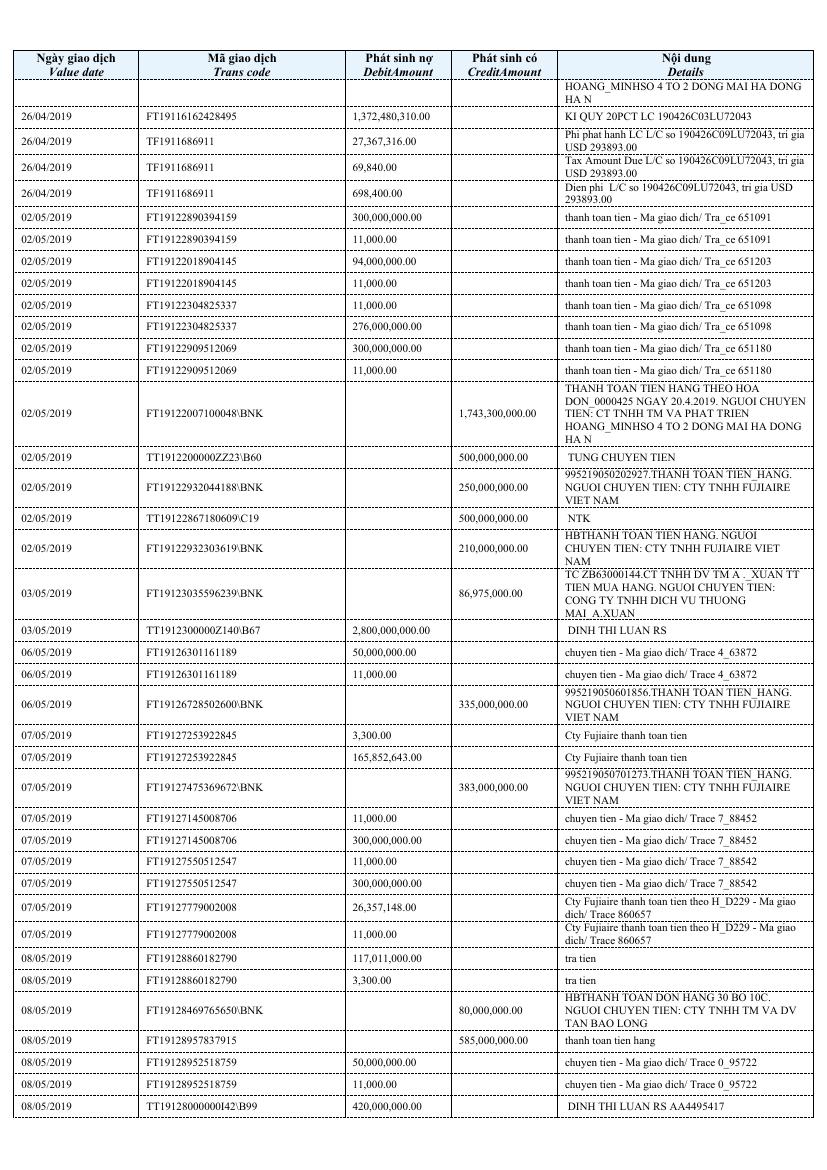 Ngày giao dịch Mã giao dịch Phát sinh nợ Phát sinh có Nội dung
Value date Trans code DebitAmount CreditAmount Details
HOANG_MINHSO 4 TO 2 DONG MAI HA DONG
HA N
26/04/2019 FT19116162428495 1,372,480,310.00 KI QUY 20PCT LC 190426C03LU72043
26/04/2019 TF1911686911 27,367,316.00 Phi phat hanh LC L/C so 190426C09LU72043, tri gia
USD 293893.00
26/04/2019 TF1911686911 69,840.00 Tax Amount Due L/C so 190426C09LU72043, tri gia
USD 293893.00
26/04/2019 TF1911686911 698,400.00 Dien phi  L/C so 190426C09LU72043, tri gia USD
293893.00
02/05/2019 FT19122890394159 300,000,000.00 thanh toan tien - Ma giao dich/ Tra_ce 651091
02/05/2019 FT19122890394159 11,000.00 thanh toan tien - Ma giao dich/ Tra_ce 651091
02/05/2019 FT19122018904145 94,000,000.00 thanh toan tien - Ma giao dich/ Tra_ce 651203
02/05/2019 FT19122018904145 11,000.00 thanh toan tien - Ma giao dich/ Tra_ce 651203
02/05/2019 FT19122304825337 11,000.00 thanh toan tien - Ma giao dich/ Tra_ce 651098
02/05/2019 FT19122304825337 276,000,000.00 thanh toan tien - Ma giao dich/ Tra_ce 651098
02/05/2019 FT19122909512069 300,000,000.00 thanh toan tien - Ma giao dich/ Tra_ce 651180
02/05/2019 FT19122909512069 11,000.00 thanh toan tien - Ma giao dich/ Tra_ce 651180
THANH TOAN TIEN HANG THEO HOA
DON_0000425 NGAY 20.4.2019. NGUOI CHUYEN
02/05/2019 FT19122007100048\BNK 1,743,300,000.00 TIEN: CT TNHH TM VA PHAT TRIEN
HOANG_MINHSO 4 TO 2 DONG MAI HA DONG
HA N
02/05/2019 TT1912200000ZZ23\B60 500,000,000.00 TUNG CHUYEN TIEN
995219050202927.THANH TOAN TIEN_HANG.
02/05/2019 FT19122932044188\BNK 250,000,000.00 NGUOI CHUYEN TIEN: CTY TNHH FUJIAIRE
VIET NAM
02/05/2019 TT19122867180609\C19 500,000,000.00 NTK
HBTHANH TOAN TIEN HANG. NGUOI
02/05/2019 FT19122932303619\BNK 210,000,000.00 CHUYEN TIEN: CTY TNHH FUJIAIRE VIET
NAM
TC ZB63000144.CT TNHH DV TM A ._XUAN TT
03/05/2019 FT19123035596239\BNK 86,975,000.00 TIEN MUA HANG. NGUOI CHUYEN TIEN:
CONG TY TNHH DICH VU THUONG
MAI_A.XUAN
03/05/2019 TT1912300000Z140\B67 2,800,000,000.00 DINH THI LUAN RS
06/05/2019 FT19126301161189 50,000,000.00 chuyen tien - Ma giao dich/ Trace 4_63872
06/05/2019 FT19126301161189 11,000.00 chuyen tien - Ma giao dich/ Trace 4_63872
995219050601856.THANH TOAN TIEN_HANG.
06/05/2019 FT19126728502600\BNK 335,000,000.00 NGUOI CHUYEN TIEN: CTY TNHH FUJIAIRE
VIET NAM
07/05/2019 FT19127253922845 3,300.00 Cty Fujiaire thanh toan tien
07/05/2019 FT19127253922845 165,852,643.00 Cty Fujiaire thanh toan tien
995219050701273.THANH TOAN TIEN_HANG.
07/05/2019 FT19127475369672\BNK 383,000,000.00 NGUOI CHUYEN TIEN: CTY TNHH FUJIAIRE
VIET NAM
07/05/2019 FT19127145008706 11,000.00 chuyen tien - Ma giao dich/ Trace 7_88452
07/05/2019 FT19127145008706 300,000,000.00 chuyen tien - Ma giao dich/ Trace 7_88452
07/05/2019 FT19127550512547 11,000.00 chuyen tien - Ma giao dich/ Trace 7_88542
07/05/2019 FT19127550512547 300,000,000.00 chuyen tien - Ma giao dich/ Trace 7_88542
07/05/2019 FT19127779002008 26,357,148.00 Cty Fujiaire thanh toan tien theo H_D229 - Ma giao
dich/ Trace 860657
07/05/2019 FT19127779002008 11,000.00 Cty Fujiaire thanh toan tien theo H_D229 - Ma giao
dich/ Trace 860657
08/05/2019 FT19128860182790 117,011,000.00 tra tien
08/05/2019 FT19128860182790 3,300.00 tra tien
HBTHANH TOAN DON HANG 30 BO 10C.
08/05/2019 FT19128469765650\BNK 80,000,000.00 NGUOI CHUYEN TIEN: CTY TNHH TM VA DV
TAN BAO LONG
08/05/2019 FT19128957837915 585,000,000.00 thanh toan tien hang
08/05/2019 FT19128952518759 50,000,000.00 chuyen tien - Ma giao dich/ Trace 0_95722
08/05/2019 FT19128952518759 11,000.00 chuyen tien - Ma giao dich/ Trace 0_95722
08/05/2019 TT19128000000I42\B99 420,000,000.00 DINH THI LUAN RS AA4495417